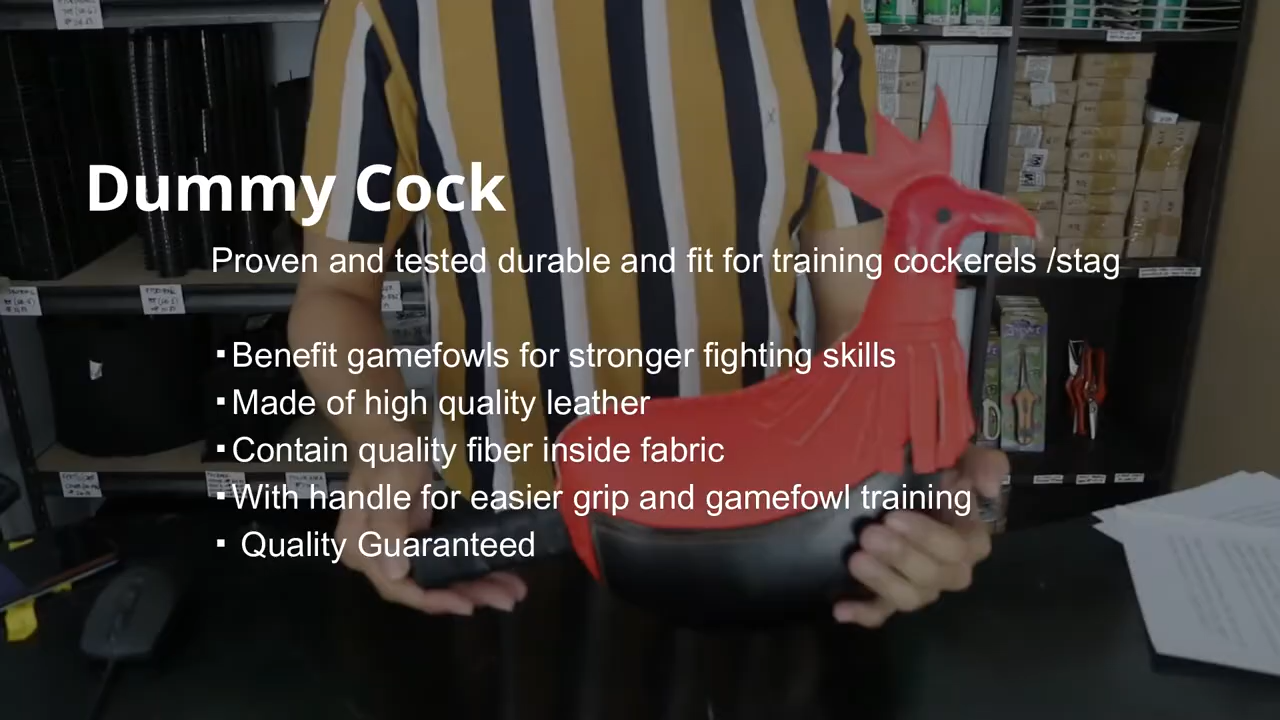 Dummy Cock
Proven and tested durable and fit for training cockerels /stag
▪Benefit gamefowls for stronger fighting skills
▪Made of high quality leather
▪Contain quality fiber inside fabric
▪With handle for easier grip and gamefowl training
▪ Quality Guaranteed